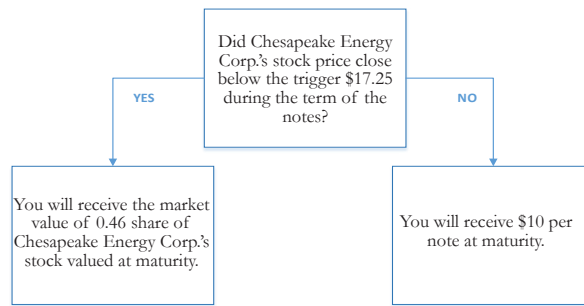 Did Chesapeake Energy
Corp.'s stock price close
below the trigger $17.25
during the term of the
notes?
YES
NO
You will receive the market
value of 0.46 share of
Chesapeake Energy Corp.'s
stock valued at maturity.
You will receive $10 per
note at maturity.